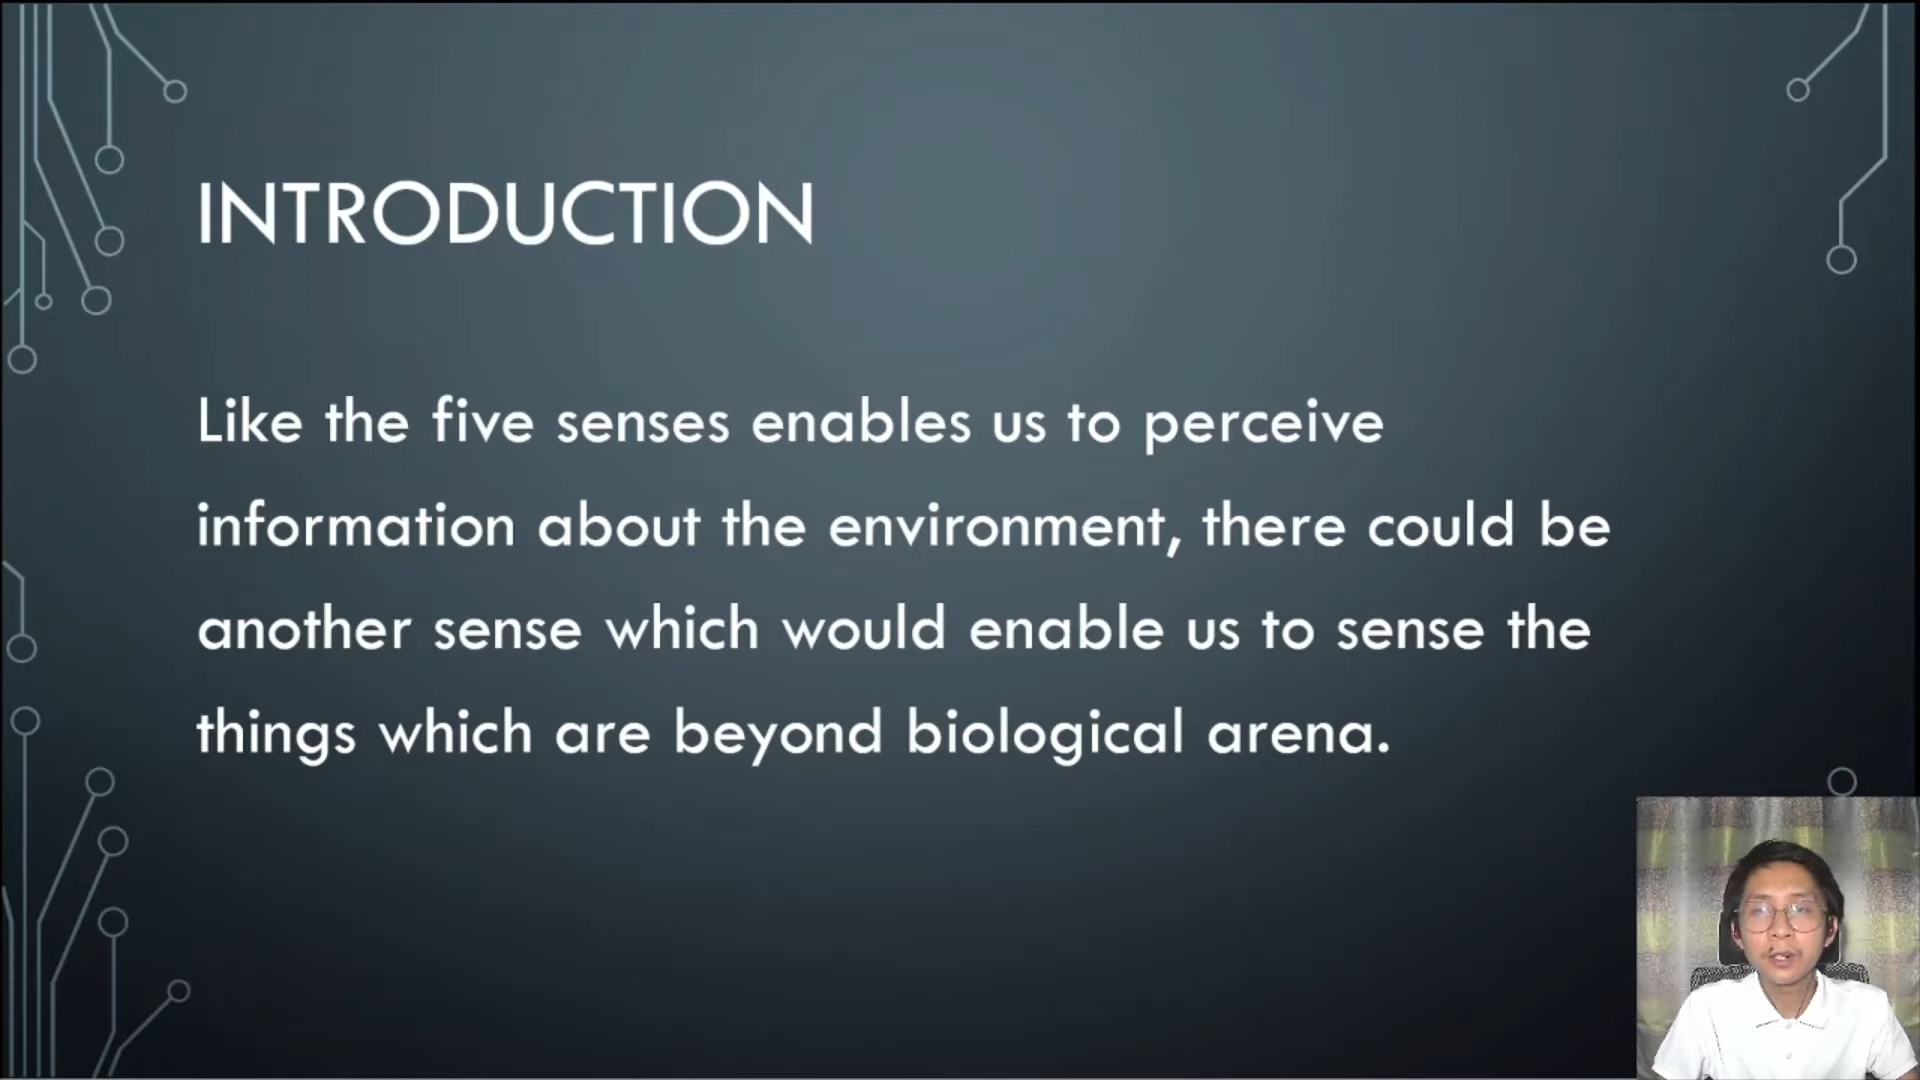 INTRODUCTION
Like the five senses enables us to perceive
information about the environment, there could be
another sense which would enable us to sense the
things which are beyond biological arena.